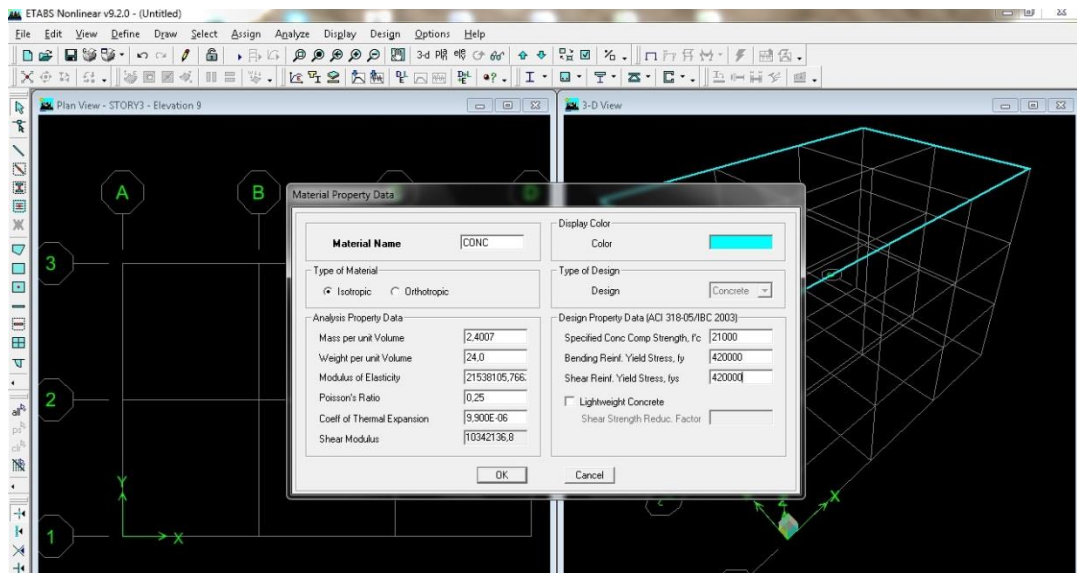 ETABS Nonlinear v9.2.0 - (Untitled)
File Edit View Define Draw Select Assign Analyze Display Design Options Help
3-d
Plan View - STORY3 - Elevation 9
3-D View
A
B
D
3
2
1
Y
X
Material Property Data
Material Name CONC
Type of Material
Isotropic Orthotropic
Analysis Property Data
Mass per unit Volume 2,4007
Weight per unit Volume 24,0
Modulus of Elasticity 21538105,766
Poisson's Ratio 0,25
Coeff of Thermal Expansion 9,900E-06
Shear Modulus 10342136,8
Display Color
Color
Type of Design
Design Concrete
Design Property Data (ACI 318-05/IBC 2003)
Specified Conc Comp Strength, f'c 21000
Bending Reinf. Yield Stress, fy 420000
Shear Reinf. Yield Stress, fys 420000
Lightweight Concrete
Shear Strength Reduc. Factor
OK
Cancel
Z
X